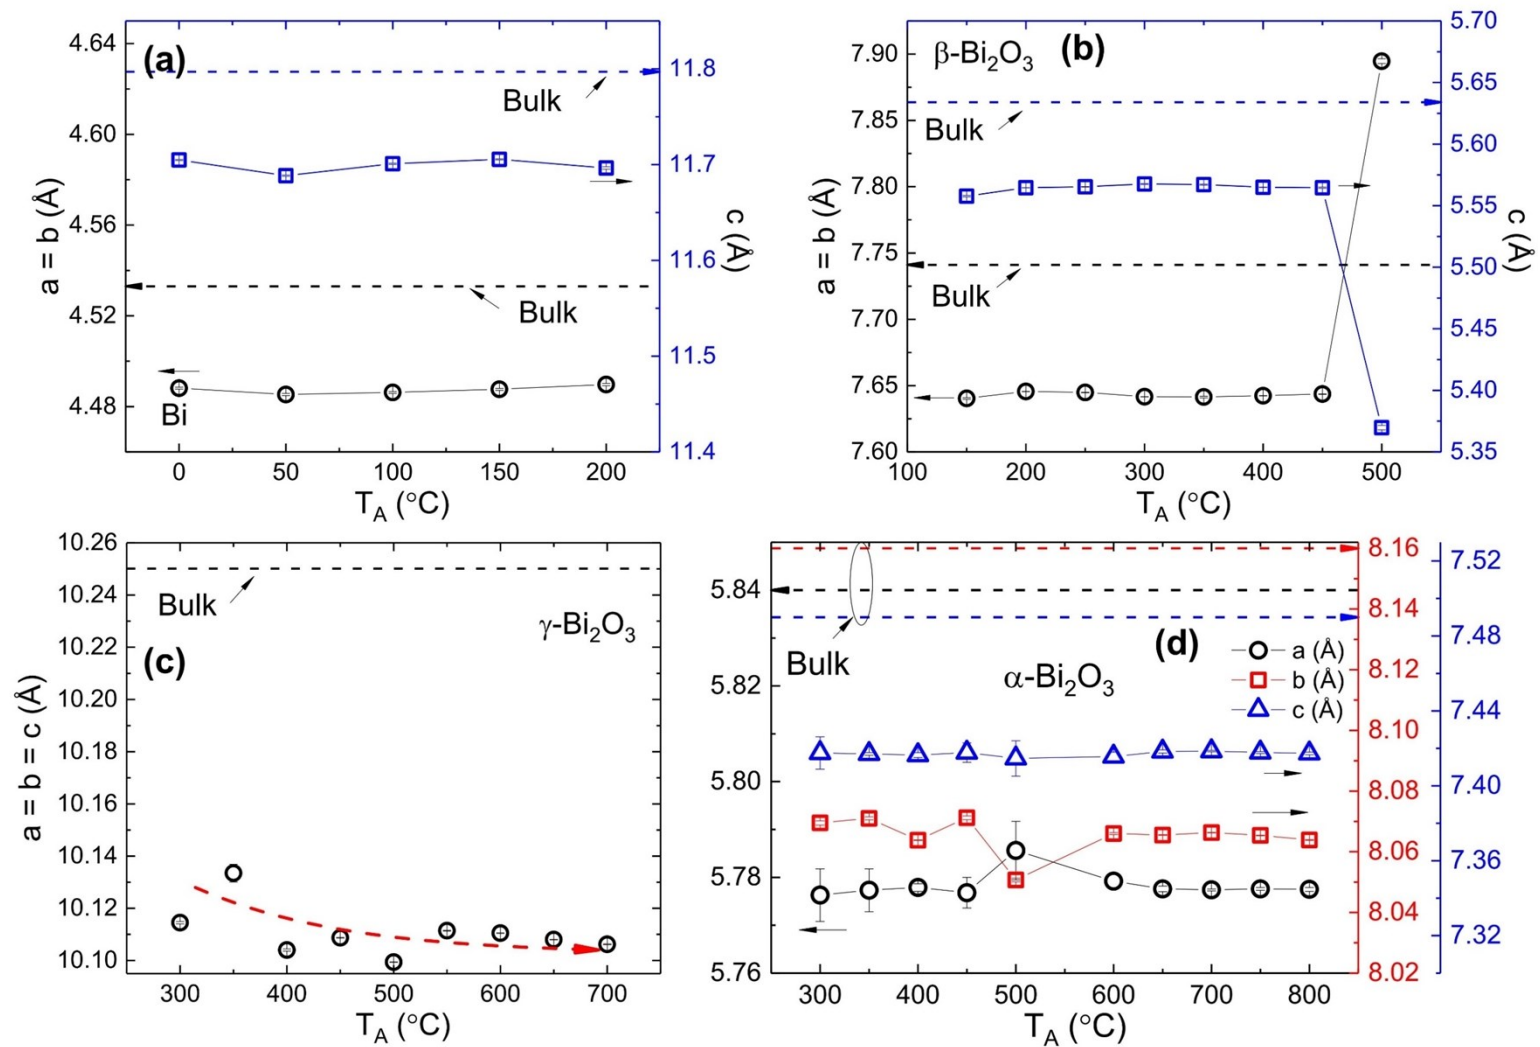 (a)
Bulk
Bulk
Bi
4.64
4.60
4.56
4.52
4.48
a = b (Å)
11.8
11.7
11.6
11.5
11.4
c (Å)
0 50 100 150 200
T_A (°C)
β-Bi₂O₃
(b)
Bulk
Bulk
7.90
7.85
7.80
7.75
7.70
7.65
7.60
a = b (Å)
5.70
5.65
5.60
5.55
5.50
5.45
5.40
5.35
c (Å)
100 200 300 400 500
T_A (°C)
Bulk
γ-Bi₂O₃
(c)
10.26
10.24
10.22
10.20
10.18
10.16
10.14
10.12
10.10
a = b = c (Å)
300 400 500 600 700
T_A (°C)
Bulk
(d)
α-Bi₂O₃
a (Å)
b (Å)
c (Å)
5.84
5.82
5.80
5.78
5.76
8.16
8.14
8.12
8.10
8.08
8.06
8.04
8.02
7.52
7.48
7.44
7.40
7.36
7.32
300 400 500 600 700 800
T_A (°C)